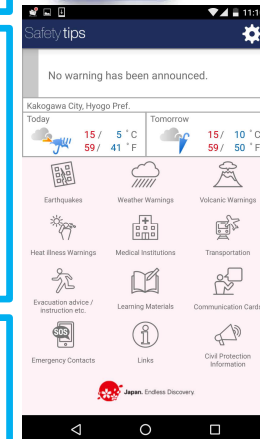 11:1
Safety tips
No warning has been announced.
Kakogawa City, Hyogo Pref.
Today
Tomorrow
15 / 5 ˚C
15 / 10 ˚C
59 / 41 ˚F
59 / 50 ˚F
Earthquakes
Weather Warnings
Volcanic Warnings
Heat Illness Warnings
Medical Institutions
Transportation
Evacuation advice /
instruction etc.
Learning Materials
Communication Cards
SOS
Emergency Contacts
Links
Civil Protection
Information
Japan. Endless Discovery.